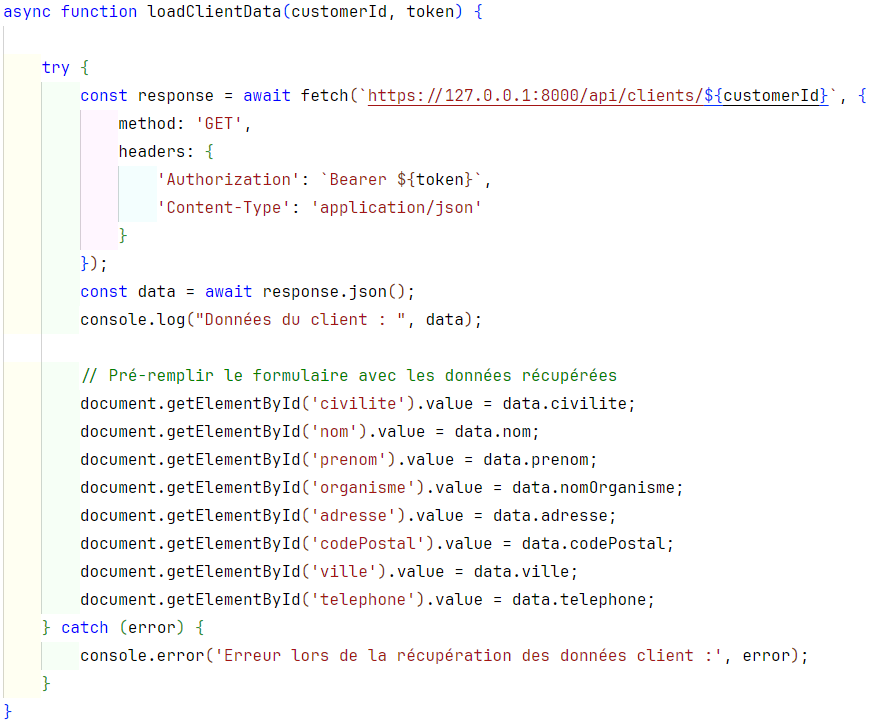 async function loadClientData(customerId, token) {
try {
const response = await fetch(`https://127.0.0.1:8000/api/clients/${customerId}`, {
method: 'GET',
headers: {
'Authorization': `Bearer ${token}`,
'Content-Type': 'application/json'
}
});
const data = await response.json();
console.log("Données du client : ", data);
// Pré-remplir le formulaire avec les données récupérées
document.getElementById('civilite').value = data.civilite;
document.getElementById('nom').value = data.nom;
document.getElementById('prenom').value = data.prenom;
document.getElementById('organisme').value = data.nomOrganisme;
document.getElementById('adresse').value = data.adresse;
document.getElementById('codePostal').value = data.codePostal;
document.getElementById('ville').value = data.ville;
document.getElementById('telephone').value = data.telephone;
} catch (error) {
console.error('Erreur lors de la récupération des données client :', error);
}
}